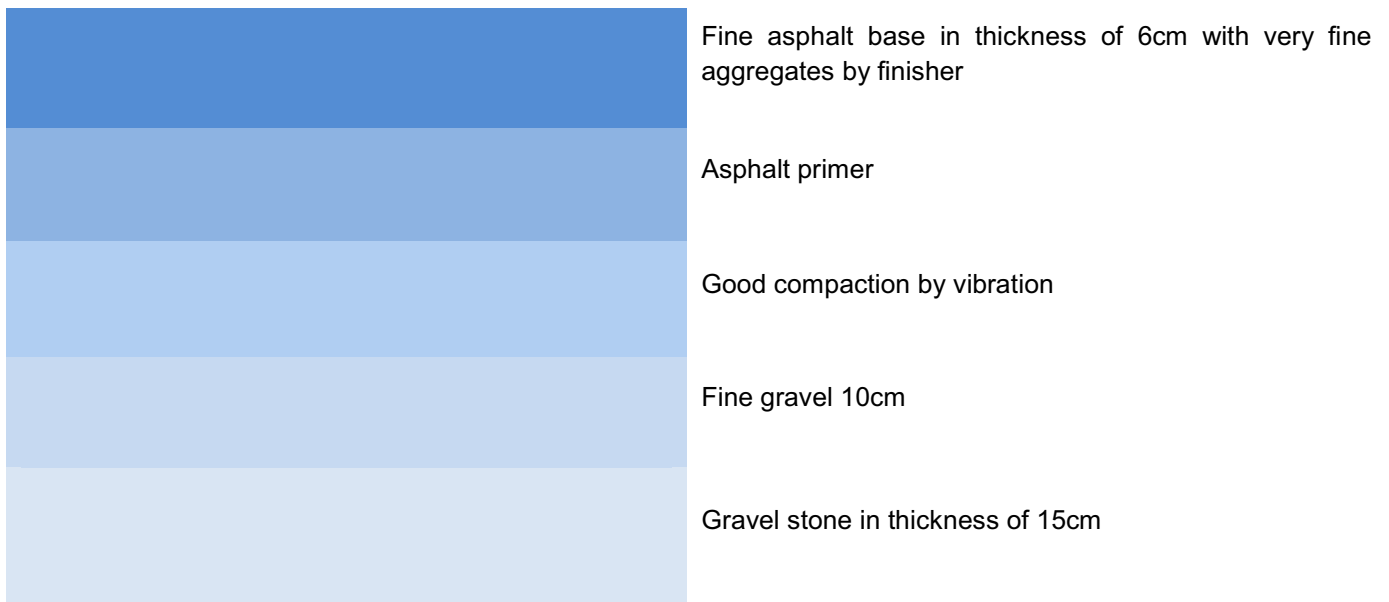 Fine asphalt base in thickness of 6cm with very fine
aggregates by finisher
Asphalt primer
Good compaction by vibration
Fine gravel 10cm
Gravel stone in thickness of 15cm